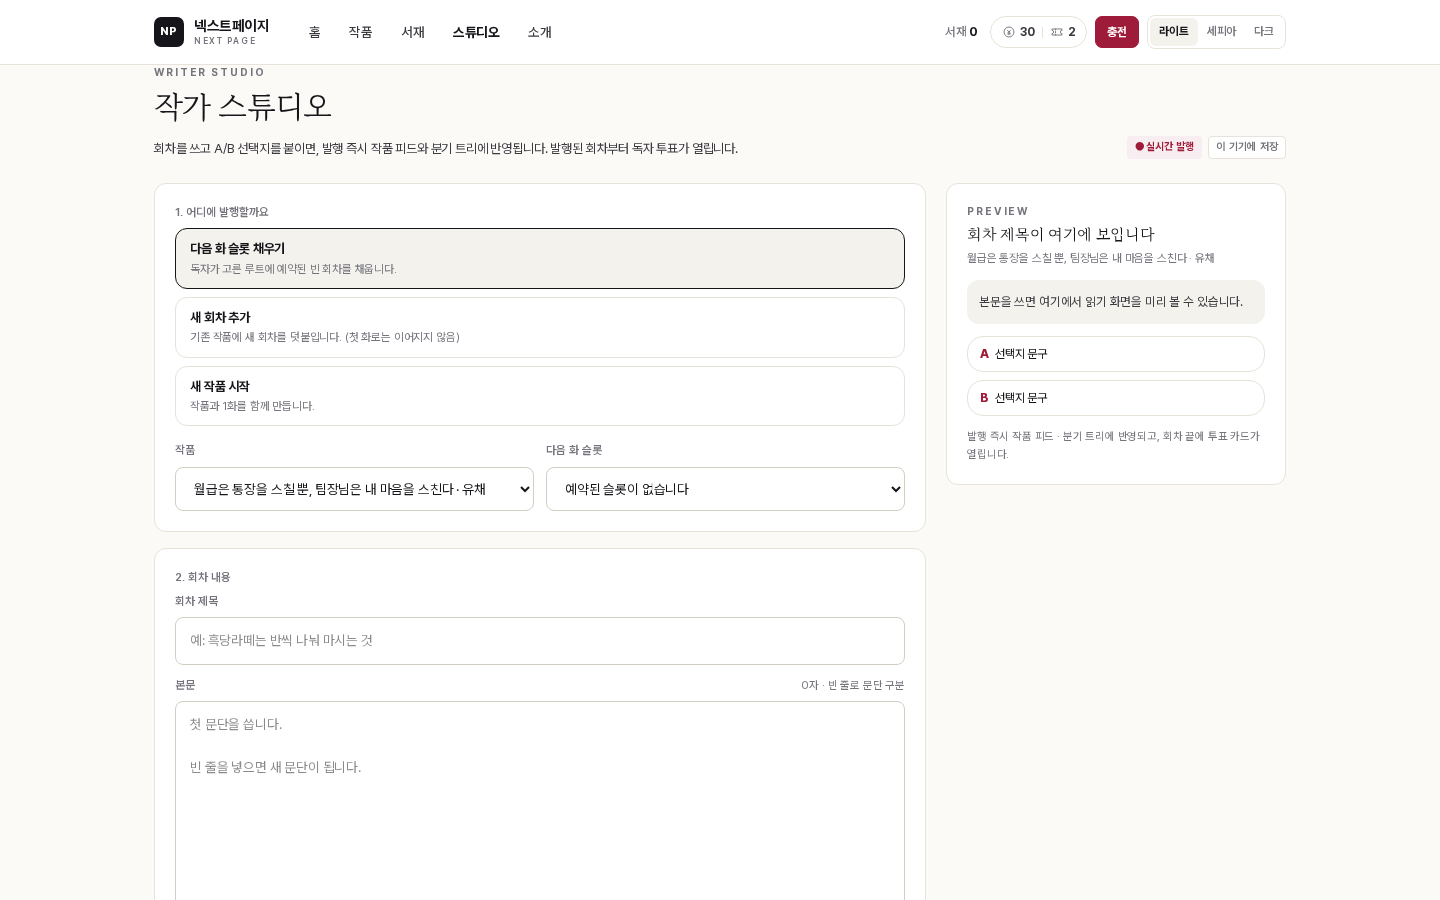 NP
넥스트페이지
NEXT PAGE
홈
작품
서재
스튜디오
소개
서재 0
30
2
충전
라이트
세피아
다크
WRITER STUDIO
작가 스튜디오
회차를 쓰고 A/B 선택지를 붙이면, 발행 즉시 작품 피드와 분기 트리에 반영됩니다. 발행된 회차부터 독자 투표가 열립니다.
실시간 발행
이 기기에 저장
1. 어디에 발행할까요
다음 화 슬롯 채우기
독자가 고른 루트에 예약된 빈 회차를 채웁니다.
새 회차 추가
기존 작품에 새 회차를 덧붙입니다. (첫 화로는 이어지지 않음)
새 작품 시작
작품과 1화를 함께 만듭니다.
작품
다음 화 슬롯
월급은 통장을 스칠 뿐, 팀장님은 내 마음을 스친다 · 유채
예약된 슬롯이 없습니다
2. 회차 내용
회차 제목
예: 흑당라떼는 반씩 나눠 마시는 것
본문
0자 · 빈 줄로 문단 구분
첫 문단을 씁니다.
빈 줄을 넣으면 새 문단이 됩니다.
PREVIEW
회차 제목이 여기에 보입니다
월급은 통장을 스칠 뿐, 팀장님은 내 마음을 스친다 · 유채
본문을 쓰면 여기에서 읽기 화면을 미리 볼 수 있습니다.
A 선택지 문구
B 선택지 문구
발행 즉시 작품 피드 · 분기 트리에 반영되고, 회차 끝에 투표 카드가
열립니다.